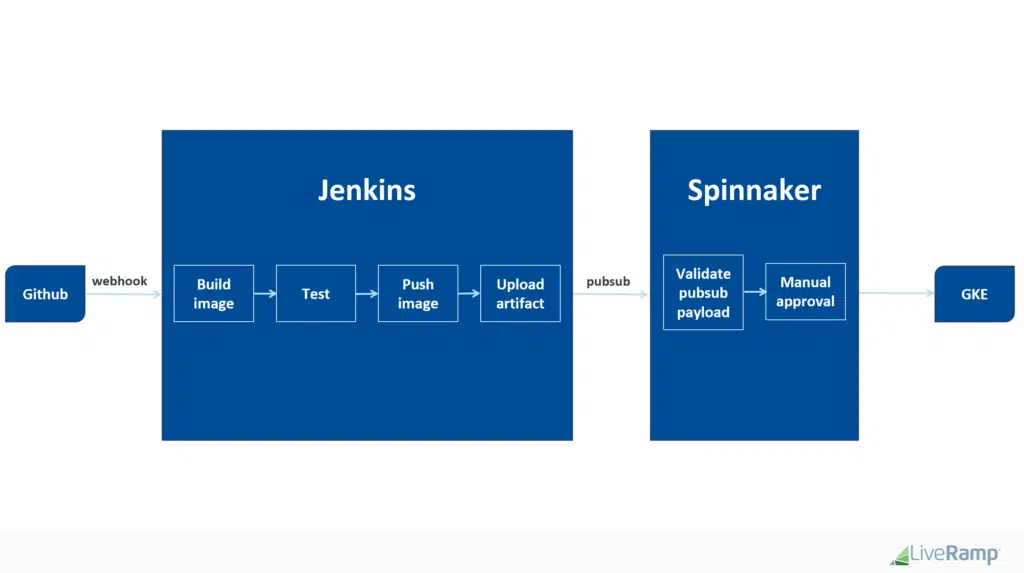 Jenkins
Spinnaker
Github
webhook
Build
image
Test
Push
image
Upload
artifact
pubsub
Validate
pubsub
payload
Manual
approval
GKE
LiveRamp